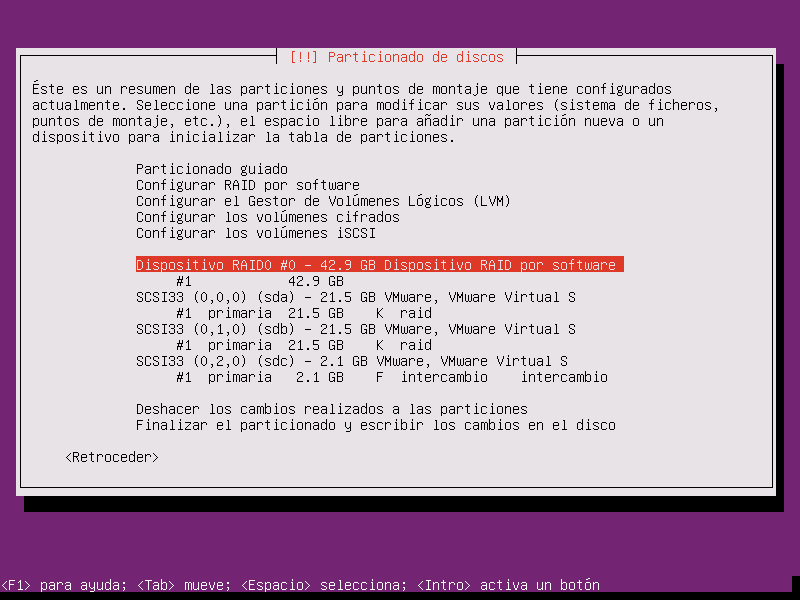 [!!] Particionado de discos
Éste es un resumen de las particiones y puntos de montaje que tiene configurados
actualmente. Seleccione una partición para modificar sus valores (sistema de ficheros,
puntos de montaje, etc.), el espacio libre para añadir una partición nueva o un
dispositivo para inicializar la tabla de particiones.
Particionado guiado
Configurar RAID por software
Configurar el Gestor de Volúmenes Lógicos (LVM)
Configurar los volúmenes cifrados
Configurar los volúmenes iSCSI
Dispositivo RAID0 #0 - 42.9 GB Dispositivo RAID por software
#1 42.9 GB
SCSI33 (0,0,0) (sda) - 21.5 GB VMware, VMware Virtual S
#1 primaria 21.5 GB K raid
SCSI33 (0,1,0) (sdb) - 21.5 GB VMware, VMware Virtual S
#1 primaria 21.5 GB K raid
SCSI33 (0,2,0) (sdc) - 2.1 GB VMware, VMware Virtual S
#1 primaria 2.1 GB F intercambio intercambio
Deshacer los cambios realizados a las particiones
Finalizar el particionado y escribir los cambios en el disco
<Retroceder>
<F1> para ayuda; <Tab> mueve; <Espacio> selecciona; <Intro> activa un botón